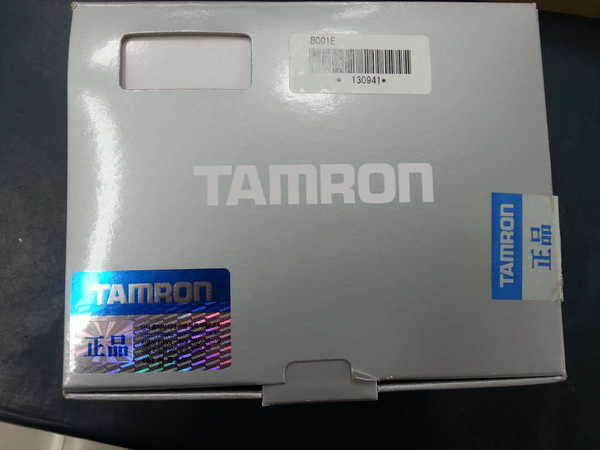 B001E
* 130941*
TAMRON
TAMRON
正品
TAMRON
正品